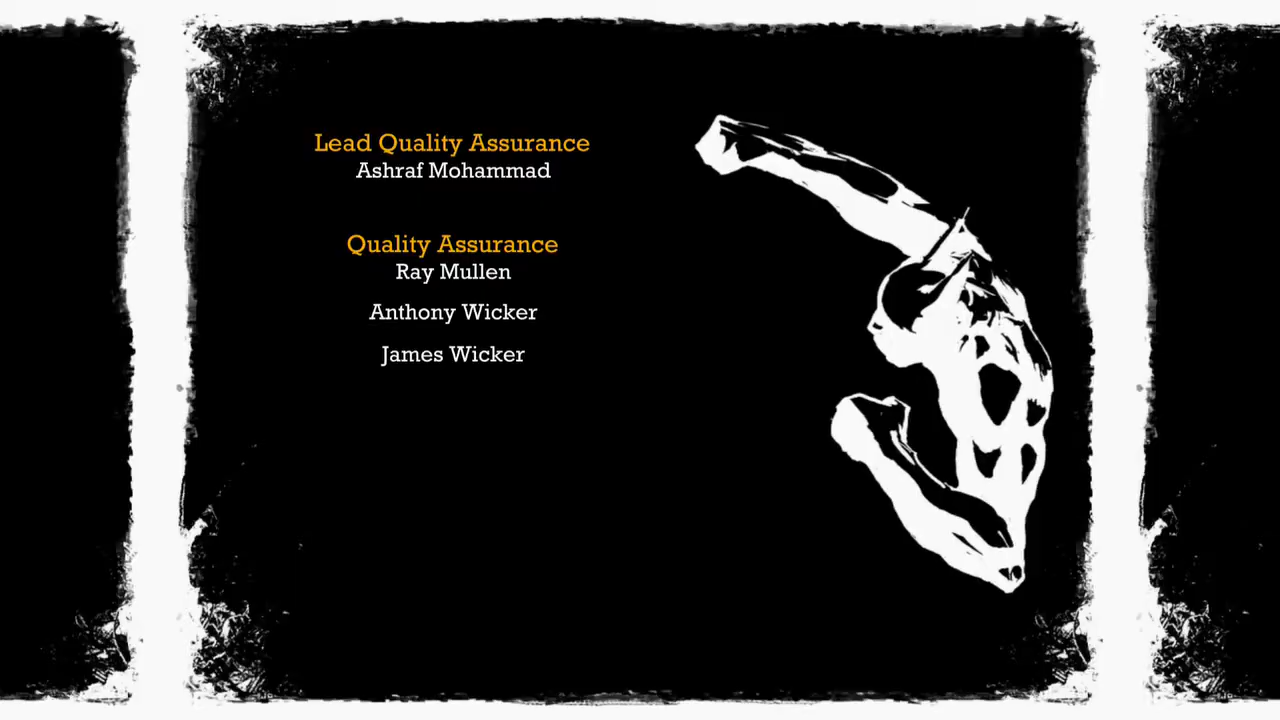 Lead Quality Assurance
Ashraf Mohammad
Quality Assurance
Ray Mullen
Anthony Wicker
James Wicker